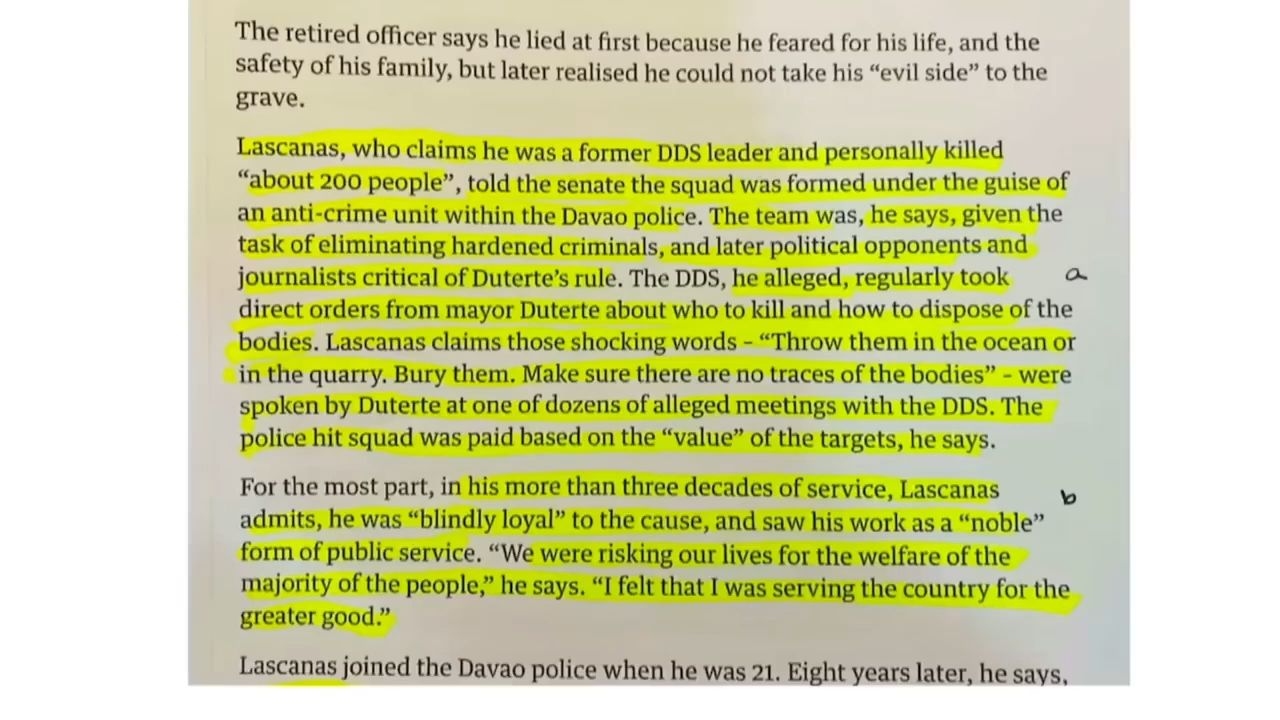 The retired officer says he lied at first because he feared for his life, and the
safety of his family, but later realised he could not take his “evil side” to the
grave.
Lascanas, who claims he was a former DDS leader and personally killed
“about 200 people”, told the senate the squad was formed under the guise of
an anti-crime unit within the Davao police. The team was, he says, given the
task of eliminating hardened criminals, and later political opponents and
journalists critical of Duterte’s rule. The DDS, he alleged, regularly took
a
direct orders from mayor Duterte about who to kill and how to dispose of the
bodies. Lascanas claims those shocking words – “Throw them in the ocean or
in the quarry. Bury them. Make sure there are no traces of the bodies” – were
spoken by Duterte at one of dozens of alleged meetings with the DDS. The
police hit squad was paid based on the “value” of the targets, he says.
For the most part, in his more than three decades of service, Lascanas
b
admits, he was “blindly loyal” to the cause, and saw his work as a “noble”
form of public service. “We were risking our lives for the welfare of the
majority of the people,” he says. “I felt that I was serving the country for the
greater good.”
Lascanas joined the Davao police when he was 21. Eight years later, he says,